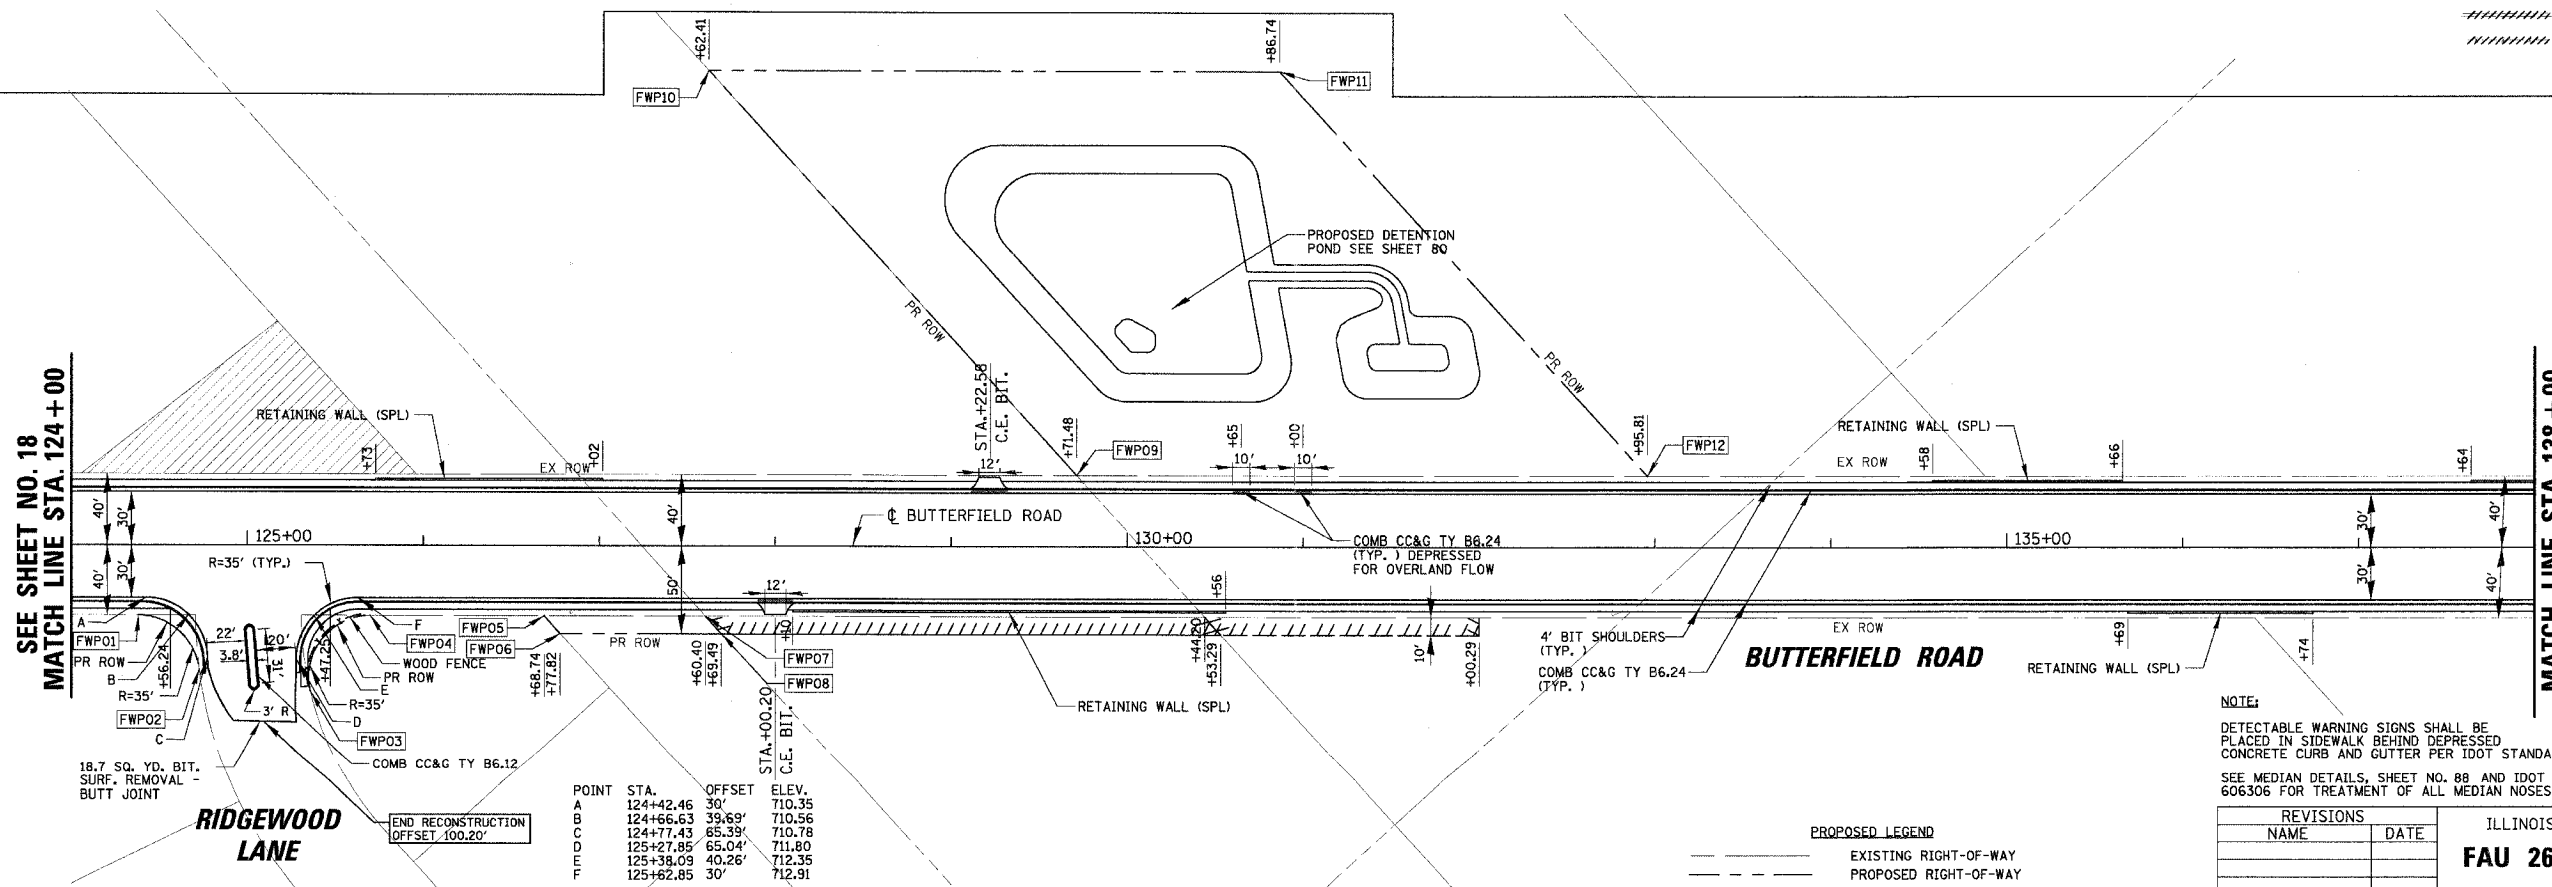 +62.41
+86.74
FWP10
FWP11
PROPOSED DETENTION
POND SEE SHEET 80
PR ROW
PR ROW
SEE SHEET NO. 18
MATCH LINE STA. 124+00
RETAINING WALL (SPL)
+73
EX ROW
+02
STA.+22.58
C.E. BIT.
12'
+71.48
FWP09
+65
10'
+00
10'
+95.81
FWP12
RETAINING WALL (SPL)
EX ROW
+58
+66
+64
40'
30'
40'
℄ BUTTERFIELD ROAD
30'
40'
125+00
130+00
135+00
COMB CC&G TY B6.24
(TYP.) DEPRESSED
FOR OVERLAND FLOW
40'
30'
R=35' (TYP.)
50'
12'
+56
30'
40'
A
FWP01
PR ROW
B
R=35'
FWP02
C
+56.24
22'
3.8'
20'
31'
3' R
+47.25
F
FWP04
WOOD FENCE
PR ROW
E
R=35'
D
FWP03
COMB CC&G TY B6.12
FWP05
FWP06
PR ROW
+68.74
+77.82
+60.40
+69.49
+10
FWP07
FWP08
STA.+00.20
C.E. BIT.
+44.20
+53.29
RETAINING WALL (SPL)
10'
+00.29
4' BIT SHOULDERS
(TYP. )
COMB CC&G TY B6.24
(TYP. )
EX ROW
BUTTERFIELD ROAD
+69
+74
RETAINING WALL (SPL)
18.7 SQ. YD. BIT.
SURF. REMOVAL -
BUTT JOINT
RIDGEWOOD
LANE
END RECONSTRUCTION
OFFSET 100.20'
POINT STA. OFFSET ELEV.
A 124+42.46 30' 710.35
B 124+66.63 39.69' 710.56
C 124+77.43 65.39' 710.78
D 125+27.85 65.04' 711.80
E 125+38.09 40.26' 712.35
F 125+62.85 30' 712.91
PROPOSED LEGEND
EXISTING RIGHT-OF-WAY
PROPOSED RIGHT-OF-WAY
NOTE:
DETECTABLE WARNING SIGNS SHALL BE
PLACED IN SIDEWALK BEHIND DEPRESSED
CONCRETE CURB AND GUTTER PER IDOT STANDA
SEE MEDIAN DETAILS, SHEET NO. 88 AND IDOT
606306 FOR TREATMENT OF ALL MEDIAN NOSES
REVISIONS
NAME DATE
ILLINOIS
FAU 26